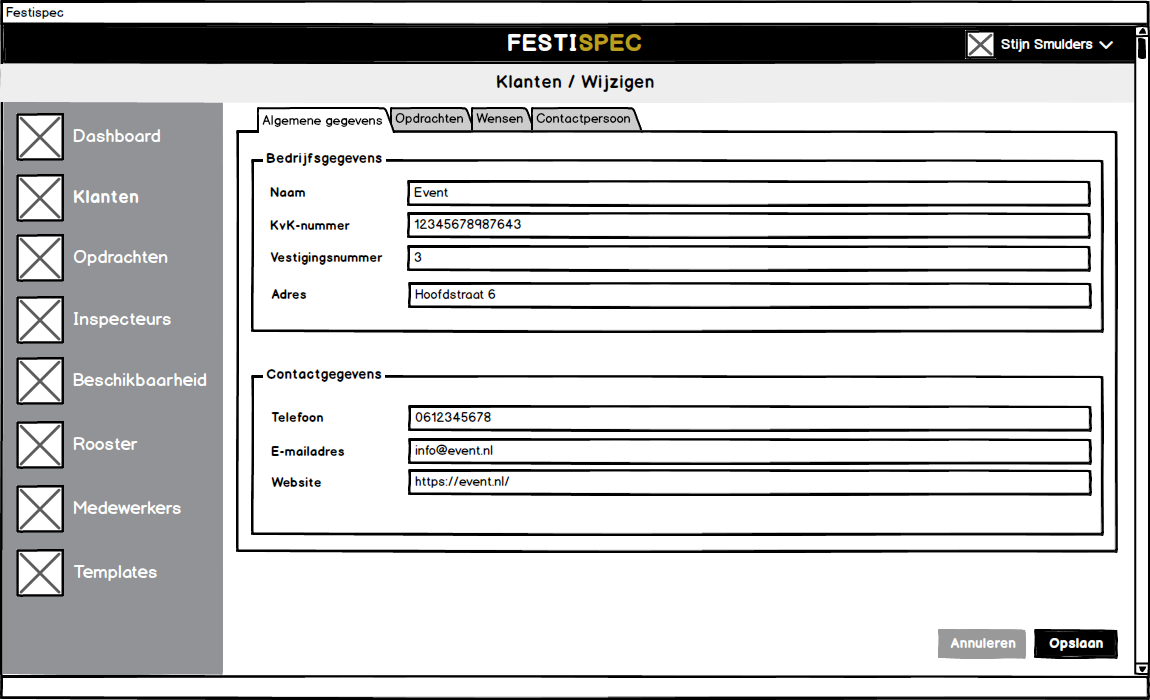 Festispec
FESTISPEC
Stijn Smulders
Klanten / Wijzigen
Dashboard
Klanten
Opdrachten
Inspecteurs
Beschikbaarheid
Rooster
Medewerkers
Templates
Algemene gegevens Opdrachten Wensen Contactpersoon
Bedrijfsgegevens
Naam Event
KvK-nummer 12345678987643
Vestigingsnummer 3
Adres Hoofdstraat 6
Contactgegevens
Telefoon 0612345678
E-mailadres info@event.nl
Website https://event.nl/
Annuleren Opslaan